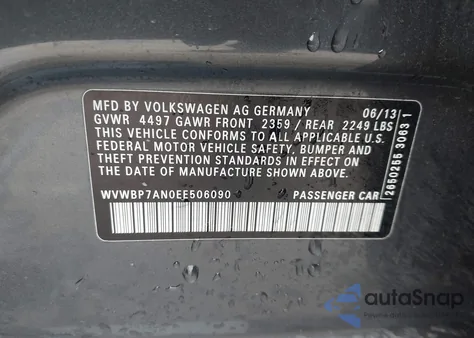 MFD BY VOLKSWAGEN AG GERMANY 06/13
GVWR 4497 GAWR FRONT 2359 / REAR 2249 LBS
THIS VEHICLE CONFORMS TO ALL APPLICABLE U.S.
FEDERAL MOTOR VEHICLE SAFETY, BUMPER AND
THEFT PREVENTION STANDARDS IN EFFECT ON
THE DATE OF MANUFACTURE SHOWN ABOVE.
WVWBP7AN0EE506090 PASSENGER CAR
2650255 30631
autoSnap